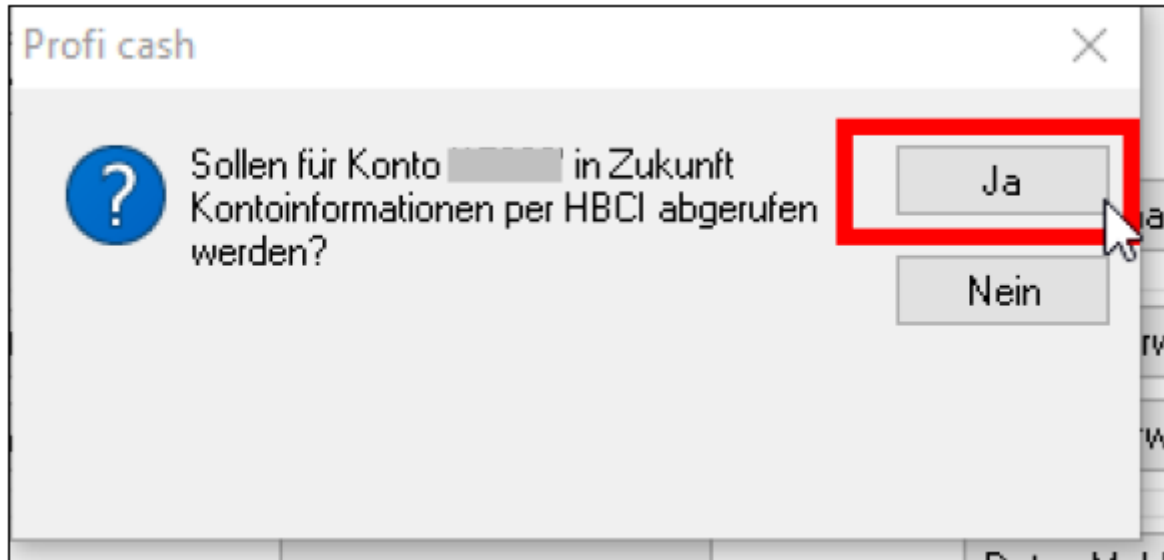 Profi cash
?
Sollen für Konto in Zukunft
Kontoinformationen per HBCI abgerufen
werden?
Ja
Nein